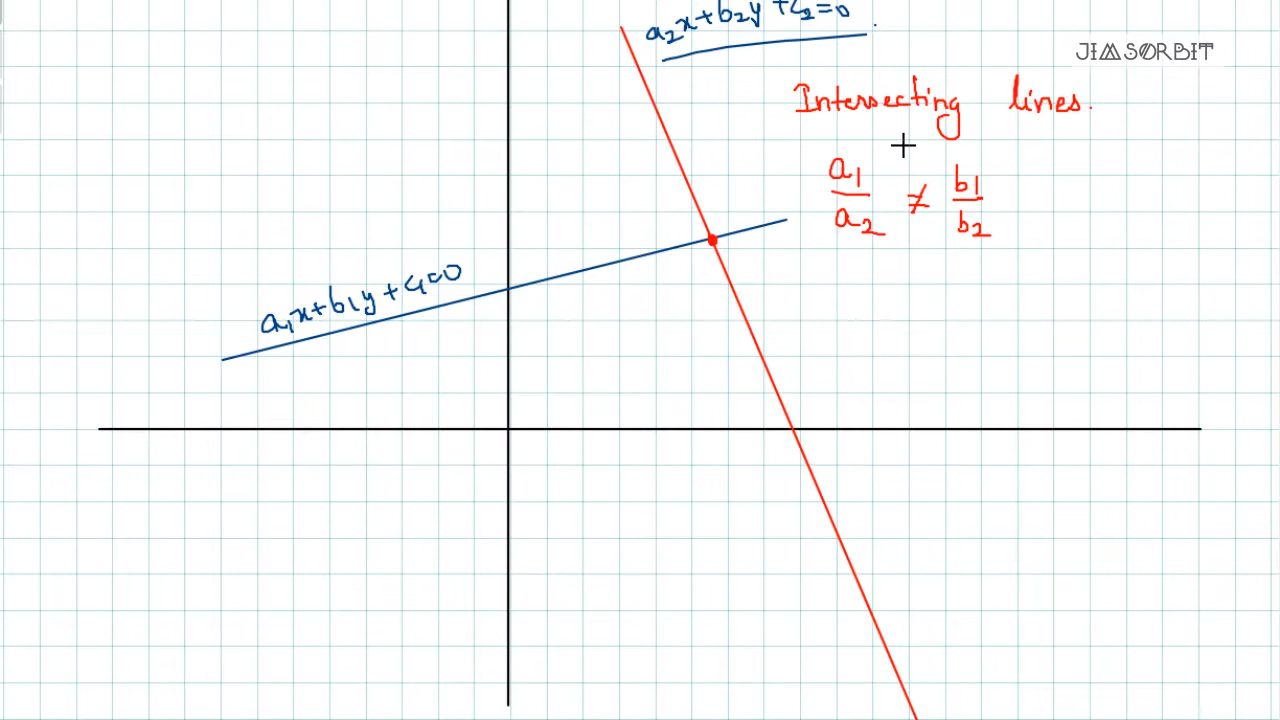 a₂x+b₂y+c₂=0.
JIMSORBIT
Intersecting lines.
a₁/a₂ ≠ b₁/b₂
a₁x+b₁y+c₁=0